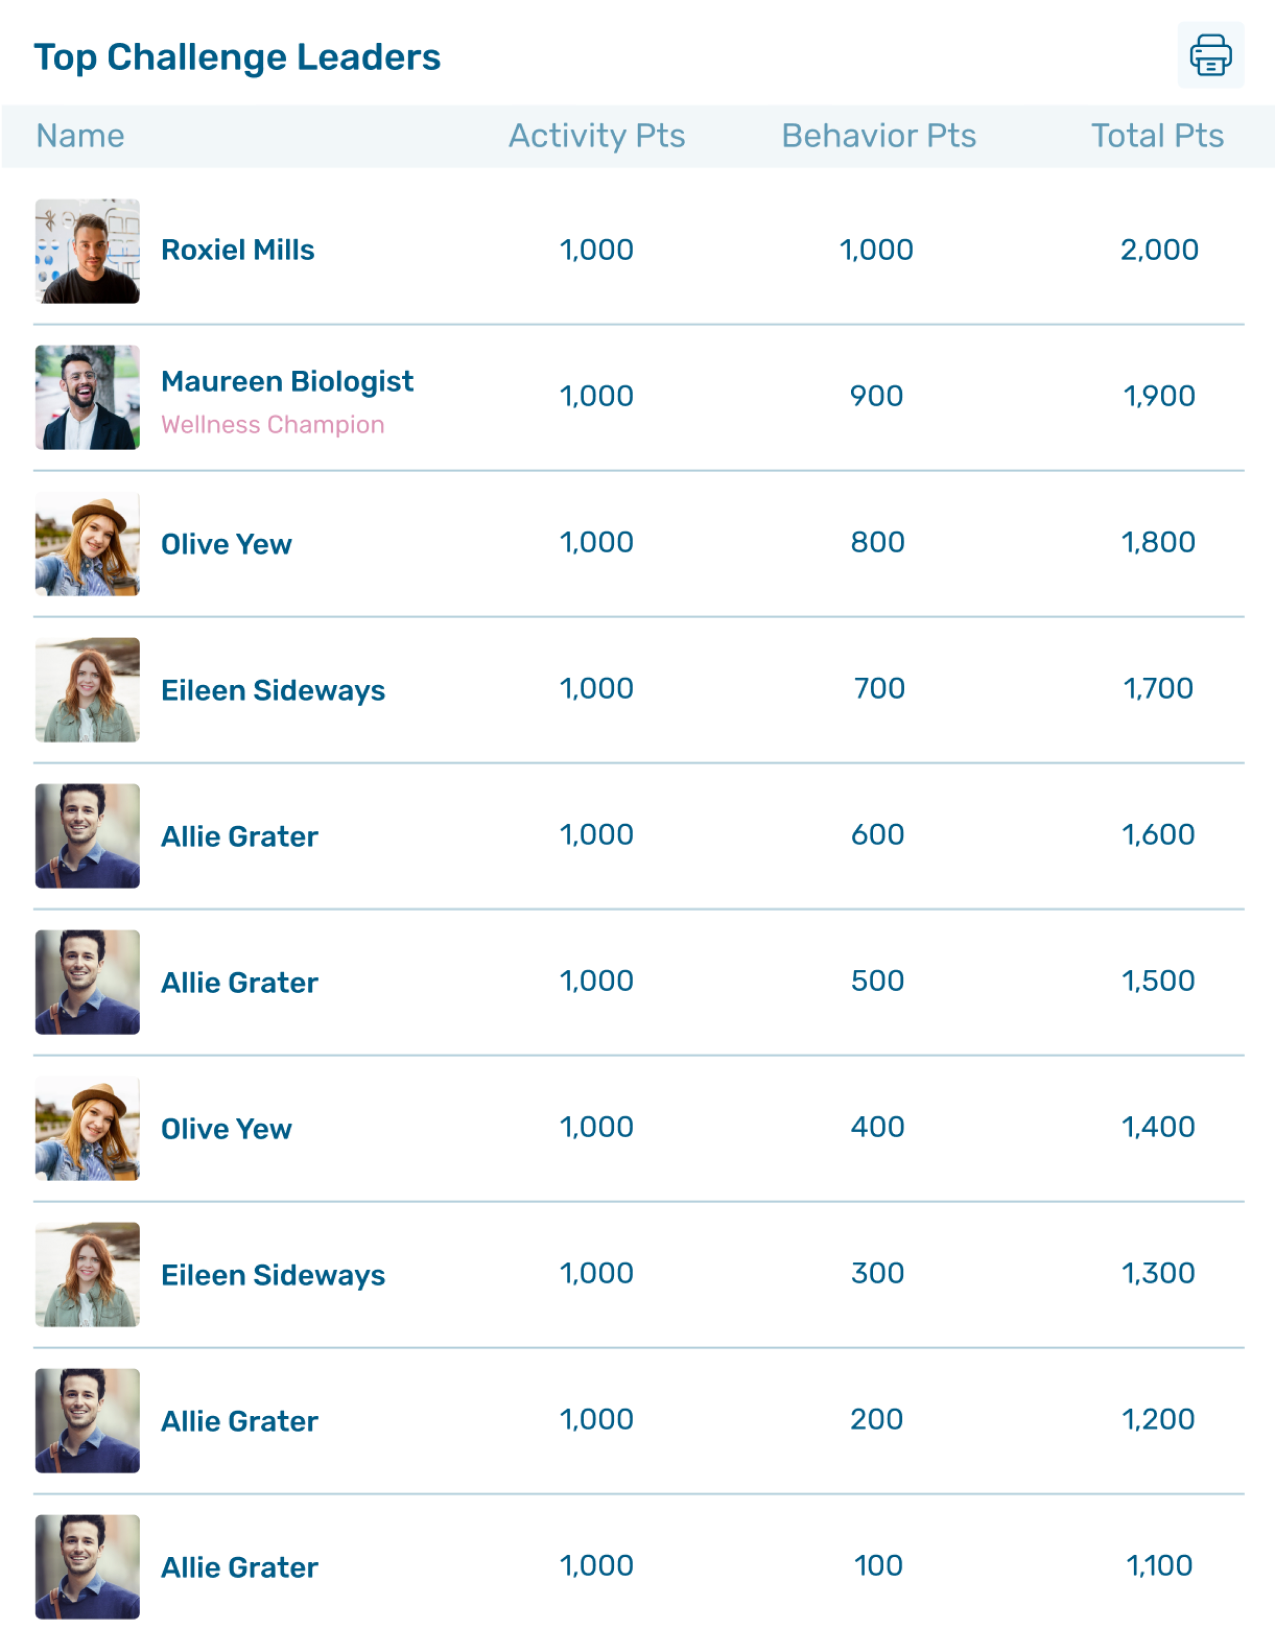 Top Challenge Leaders
Name Activity Pts Behavior Pts Total Pts
Roxiel Mills 1,000 1,000 2,000
Maureen Biologist 1,000 900 1,900
Wellness Champion
Olive Yew 1,000 800 1,800
Eileen Sideways 1,000 700 1,700
Allie Grater 1,000 600 1,600
Allie Grater 1,000 500 1,500
Olive Yew 1,000 400 1,400
Eileen Sideways 1,000 300 1,300
Allie Grater 1,000 200 1,200
Allie Grater 1,000 100 1,100